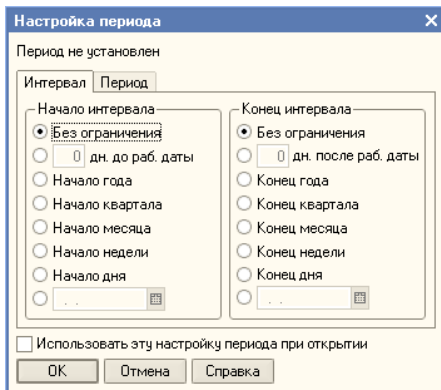 Настройка периода
Период не установлен
Интервал Период
Начало интервала
Без ограничения
0 дн. до раб. даты
Начало года
Начало квартала
Начало месяца
Начало недели
Начало дня
. .
Конец интервала
Без ограничения
0 дн. после раб. даты
Конец года
Конец квартала
Конец месяца
Конец недели
Конец дня
. .
Использовать эту настройку периода при открытии
OK Отмена Справка